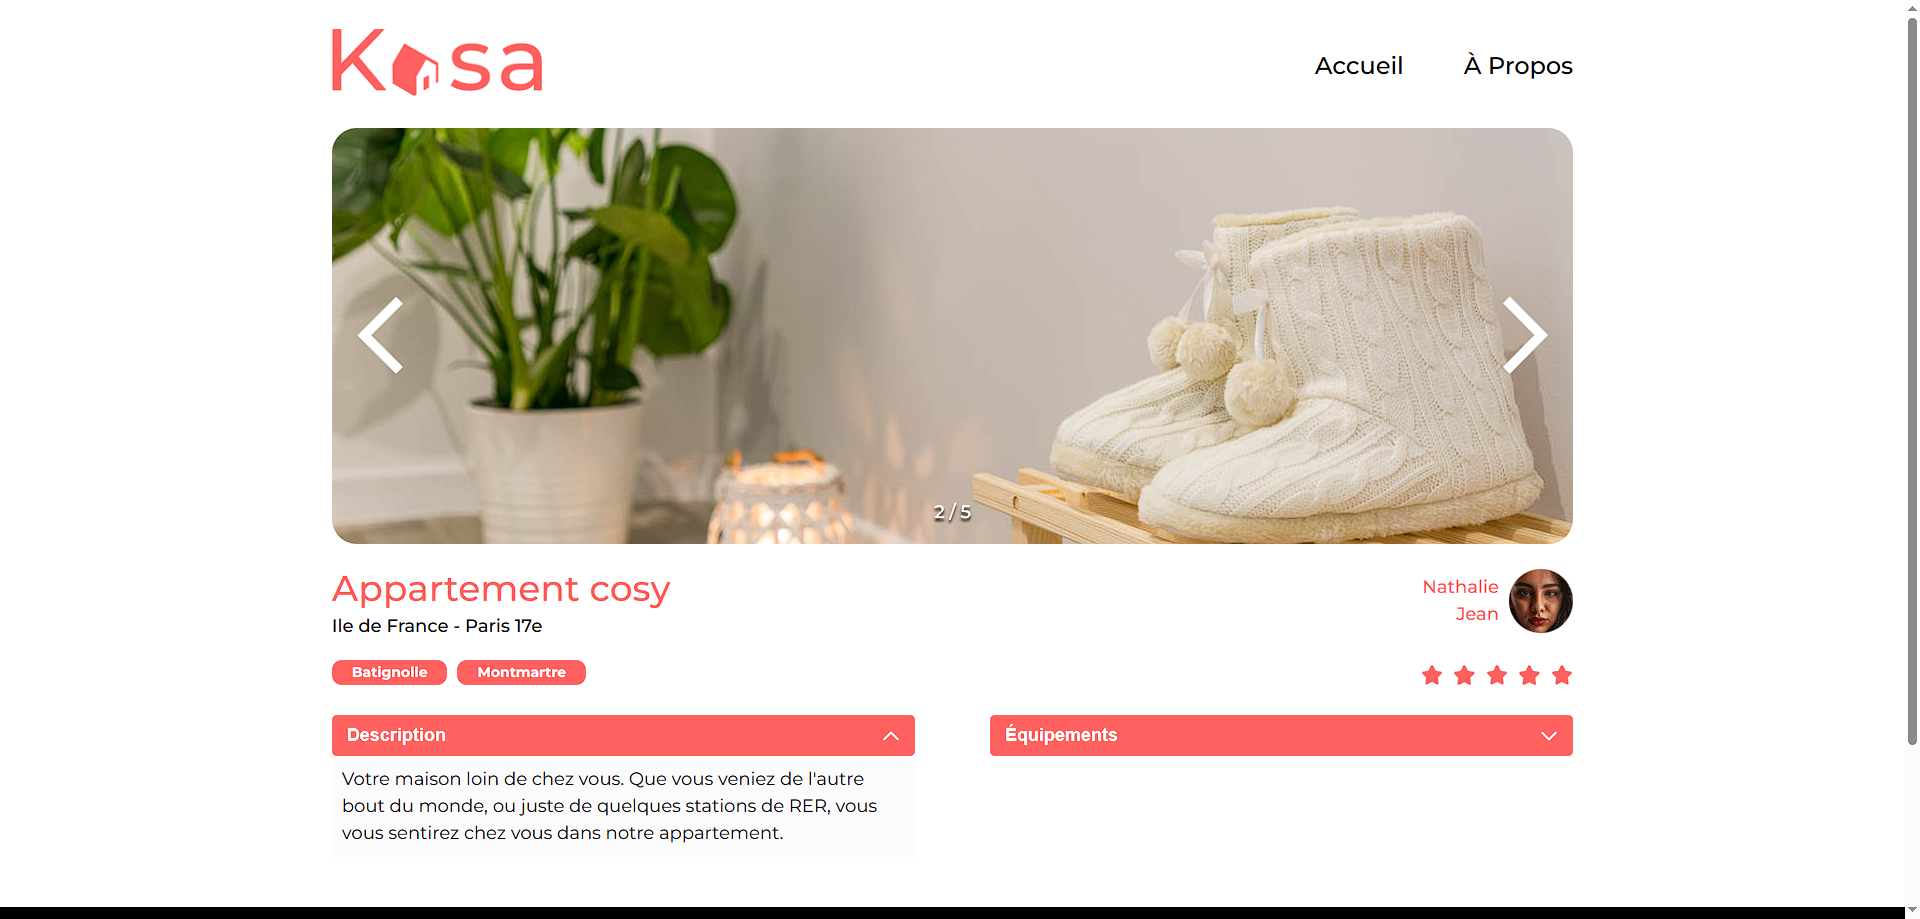 Kasa
Accueil
À Propos
2 / 5
Appartement cosy
Ile de France - Paris 17e
Nathalie
Jean
Batignolle
Montmartre
Description
Votre maison loin de chez vous. Que vous veniez de l'autre
bout du monde, ou juste de quelques stations de RER, vous
vous sentirez chez vous dans notre appartement.
Équipements